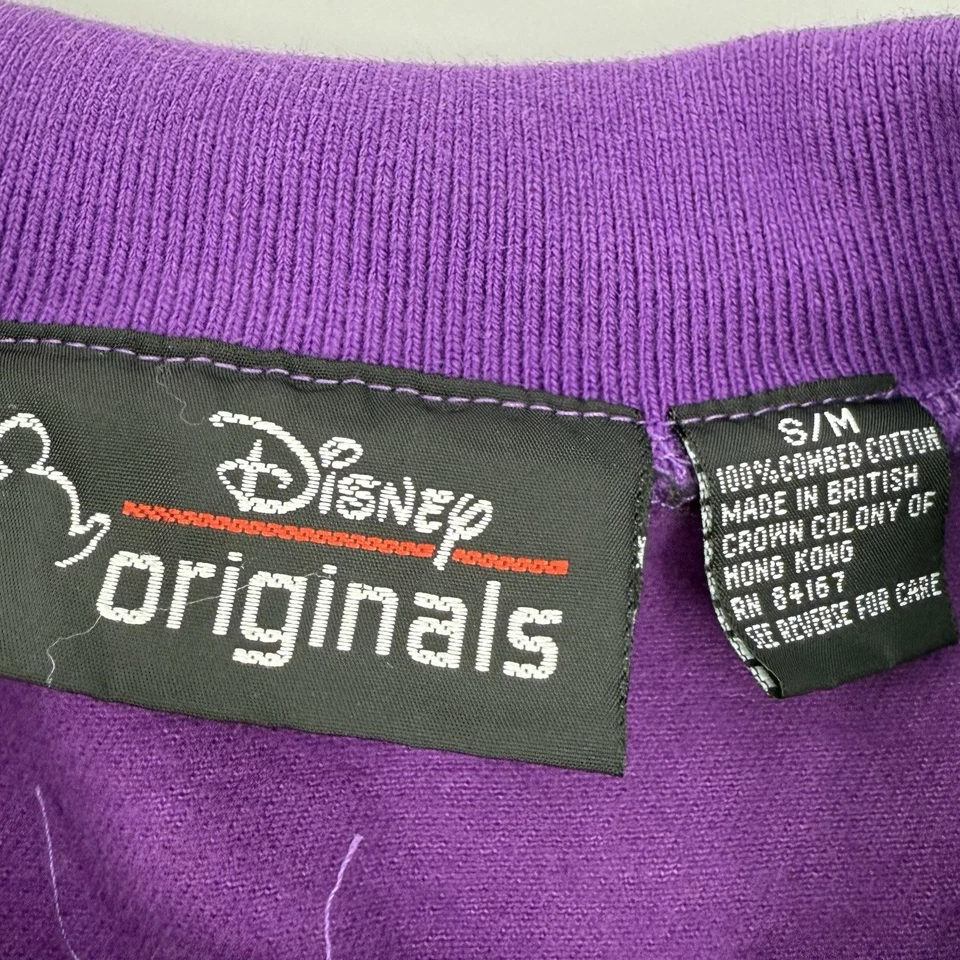 Disney
originals
S/M
100% COMBED COTTON
MADE IN BRITISH
CROWN COLONY OF
HONG KONG
RN 84167
SEE REVERSE FOR CARE